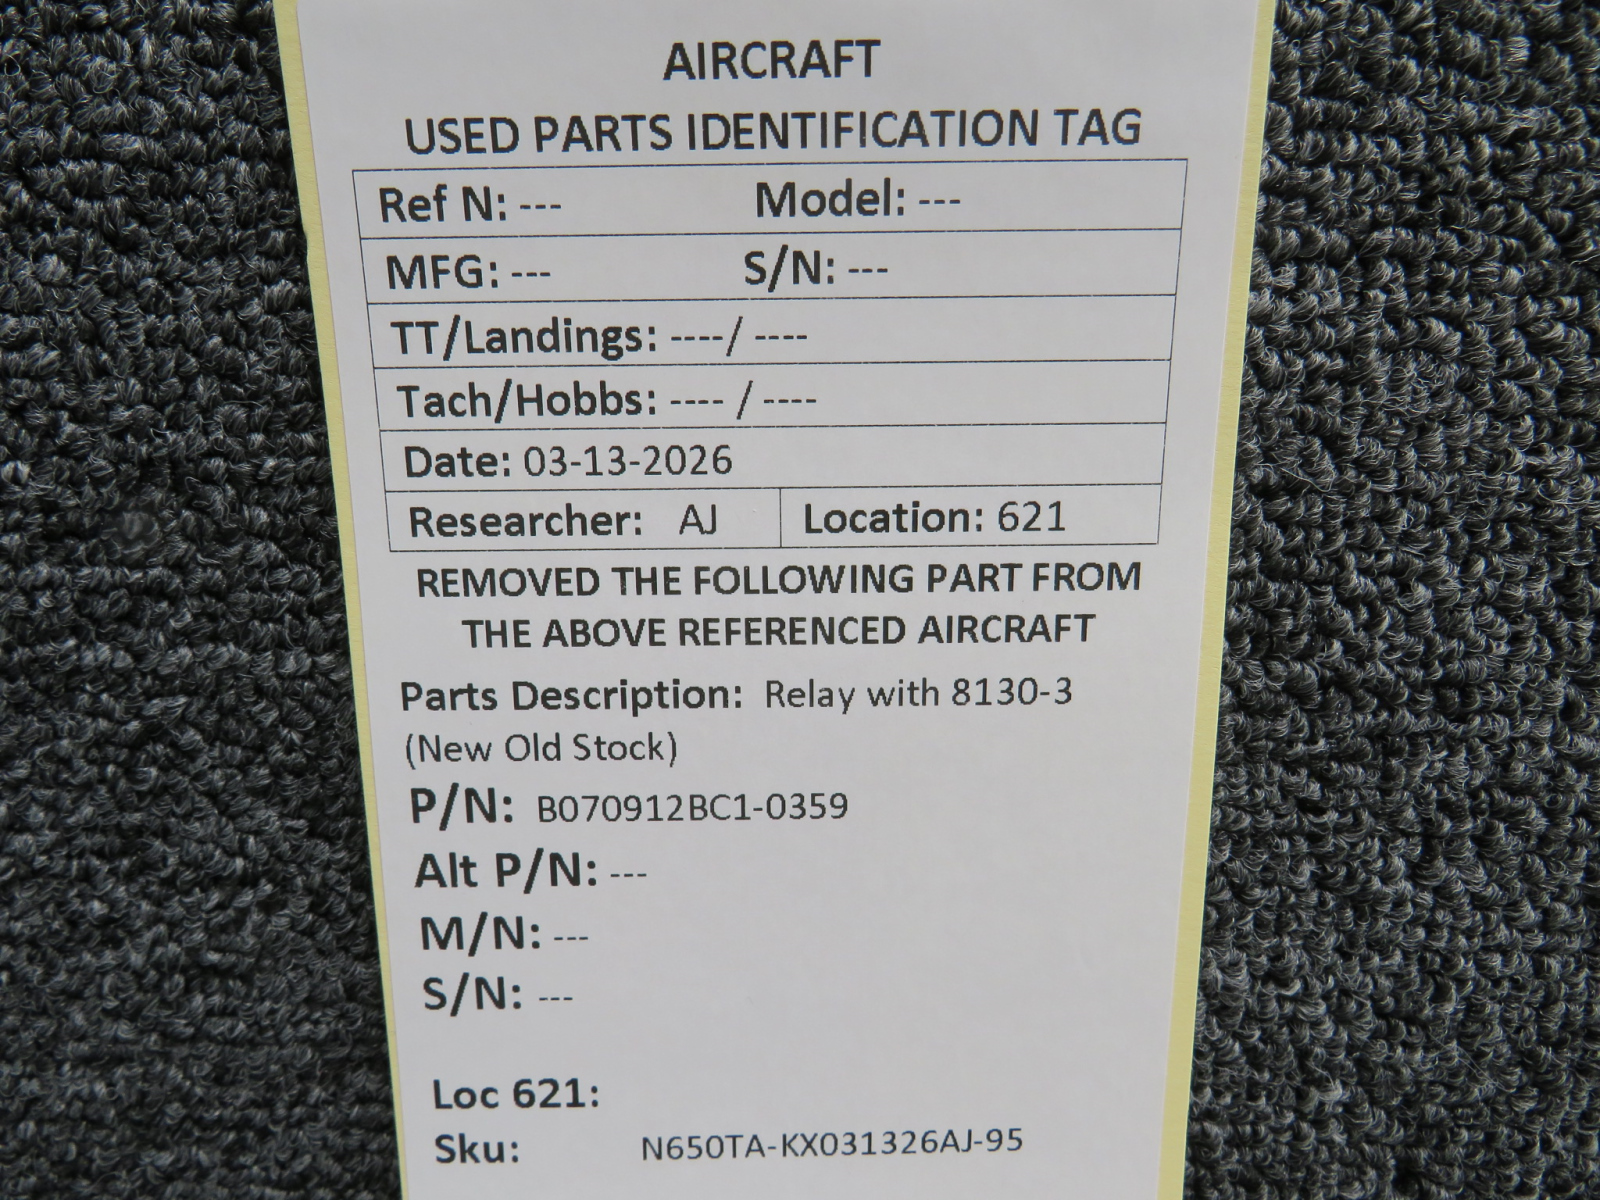 AIRCRAFT
USED PARTS IDENTIFICATION TAG
Ref N: --- Model: ---
MFG: --- S/N: ---
TT/Landings: ----/ ----
Tach/Hobbs: ---- / ----
Date: 03-13-2026
Researcher: AJ Location: 621
REMOVED THE FOLLOWING PART FROM
THE ABOVE REFERENCED AIRCRAFT
Parts Description: Relay with 8130-3
(New Old Stock)
P/N: B070912BC1-0359
Alt P/N: ---
M/N: ---
S/N: ---
Loc 621:
Sku: N650TA-KX031326AJ-95